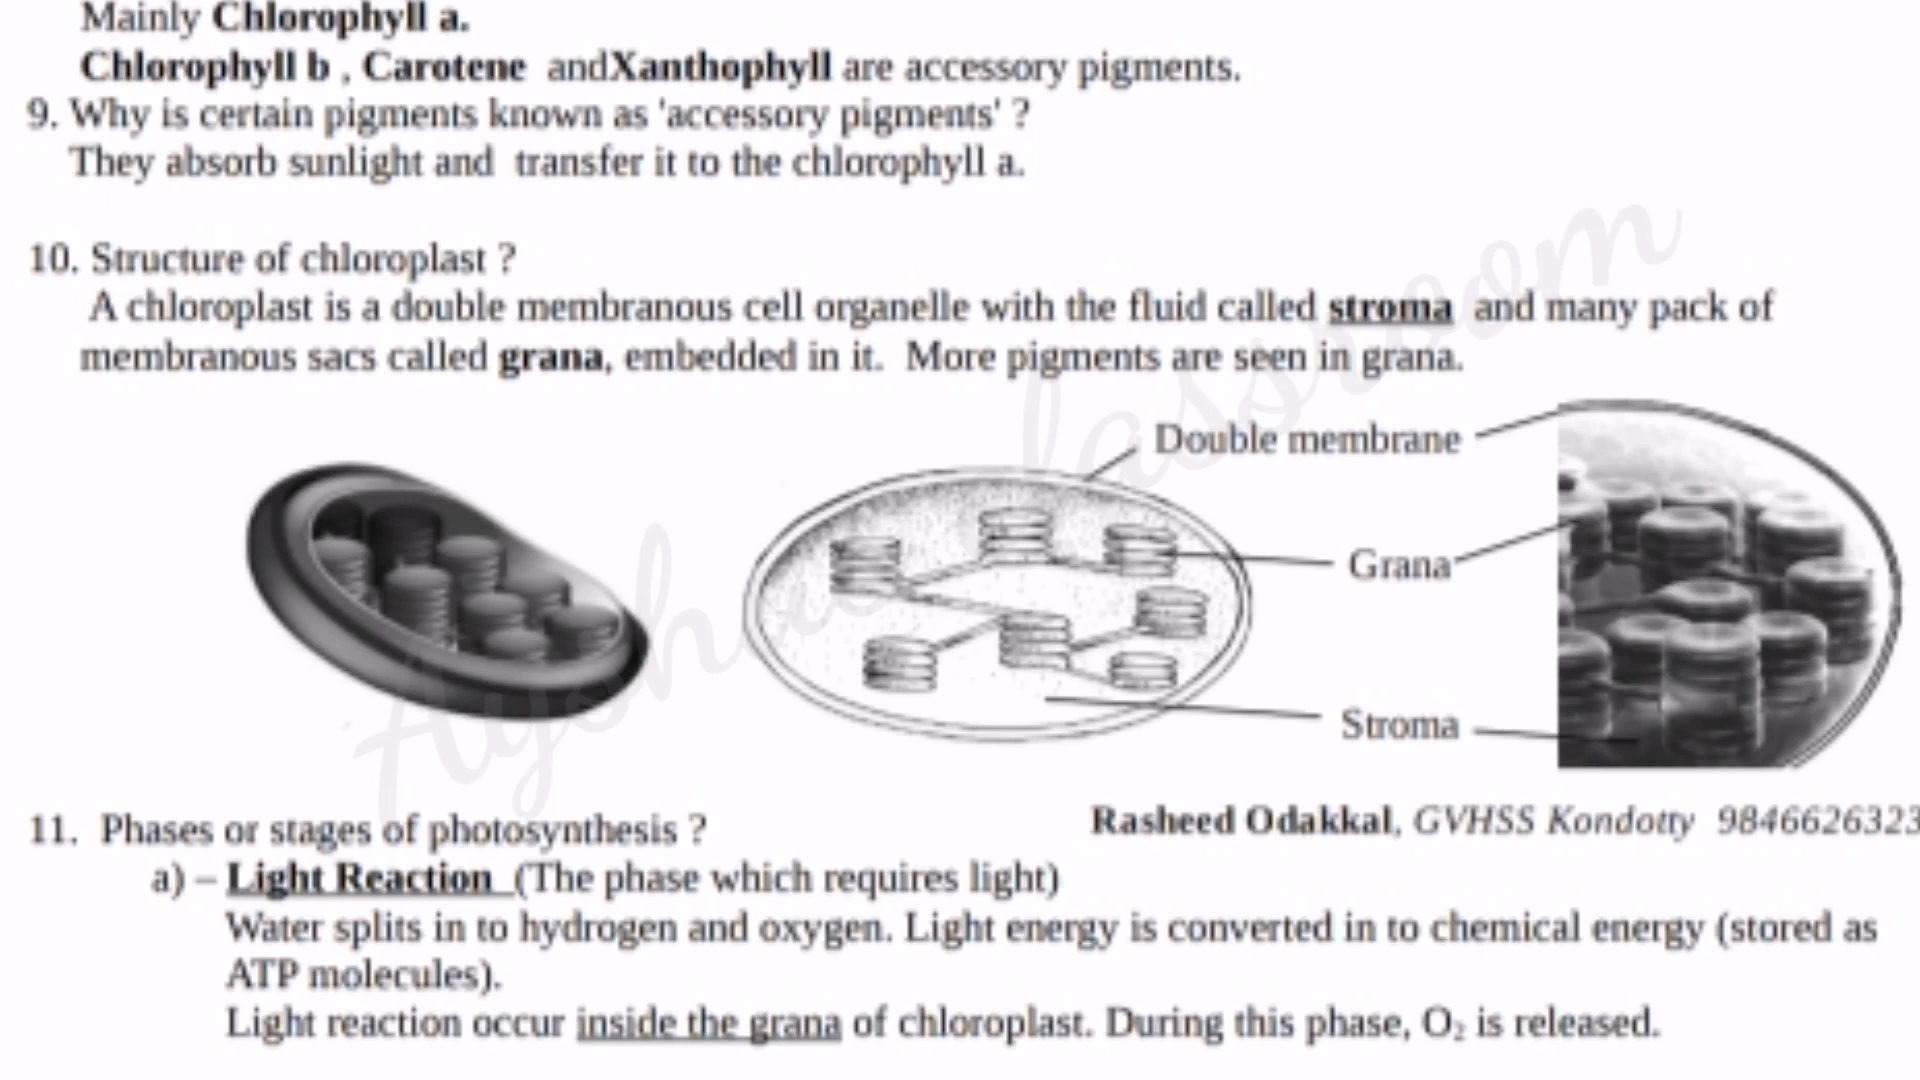 Mainly Chlorophyll a.
Chlorophyll b , Carotene andXanthophyll are accessory pigments.
9. Why is certain pigments known as 'accessory pigments' ?
They absorb sunlight and transfer it to the chlorophyll a.
10. Structure of chloroplast ?
A chloroplast is a double membranous cell organelle with the fluid called stroma and many pack of
membranous sacs called grana, embedded in it. More pigments are seen in grana.
Double membrane
Grana
Stroma
Rasheed Odakkal, GVHSS Kondotty 9846626323
11. Phases or stages of photosynthesis ?
a) – Light Reaction (The phase which requires light)
Water splits in to hydrogen and oxygen. Light energy is converted in to chemical energy (stored as
ATP molecules).
Light reaction occur inside the grana of chloroplast. During this phase, O₂ is released.